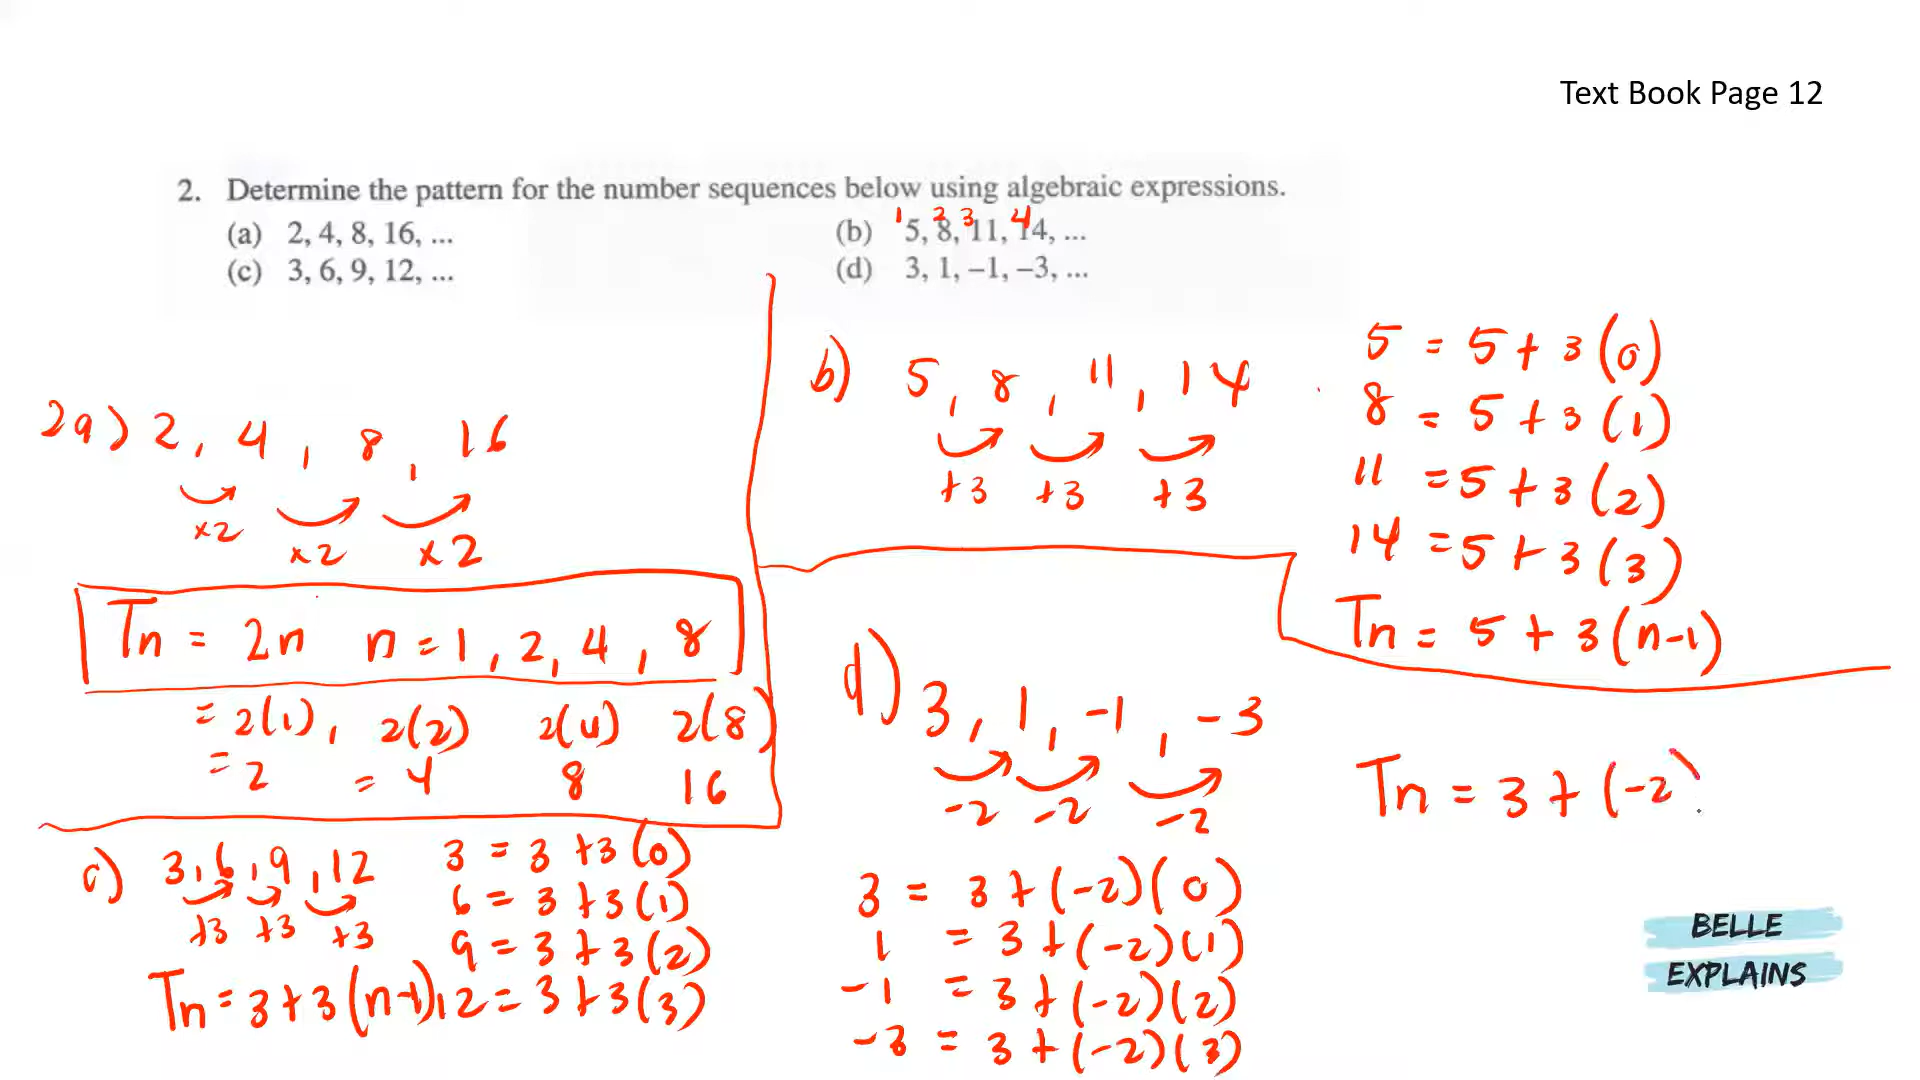 Text Book Page 12
2. Determine the pattern for the number sequences below using algebraic expressions.
(a) 2, 4, 8, 16, ...
1 2 3 4
(b) 5, 8, 11, 14, ...
(c) 3, 6, 9, 12, ...
(d) 3, 1, –1, –3, ...
2a) 2, 4, 8, 16
×2 ×2 ×2
Tn = 2n n = 1, 2, 4, 8
= 2(1), 2(2) 2(4) 2(8)
= 2 = 4 8 16
b) 5, 8, 11, 14
+3 +3 +3
5 = 5 + 3(0)
8 = 5 + 3(1)
11 = 5 + 3(2)
14 = 5 + 3(3)
Tn = 5 + 3(n-1)
c) 3, 6, 9, 12
+3 +3 +3
3 = 3 + 3(0)
6 = 3 + 3(1)
9 = 3 + 3(2)
12 = 3 + 3(3)
Tn = 3 + 3(n-1)
d) 3, 1, -1, -3
-2 -2 -2
3 = 3 + (-2)(0)
1 = 3 + (-2)(1)
-1 = 3 + (-2)(2)
-3 = 3 + (-2)(3)
Tn = 3 + (-2)
BELLE
EXPLAINS